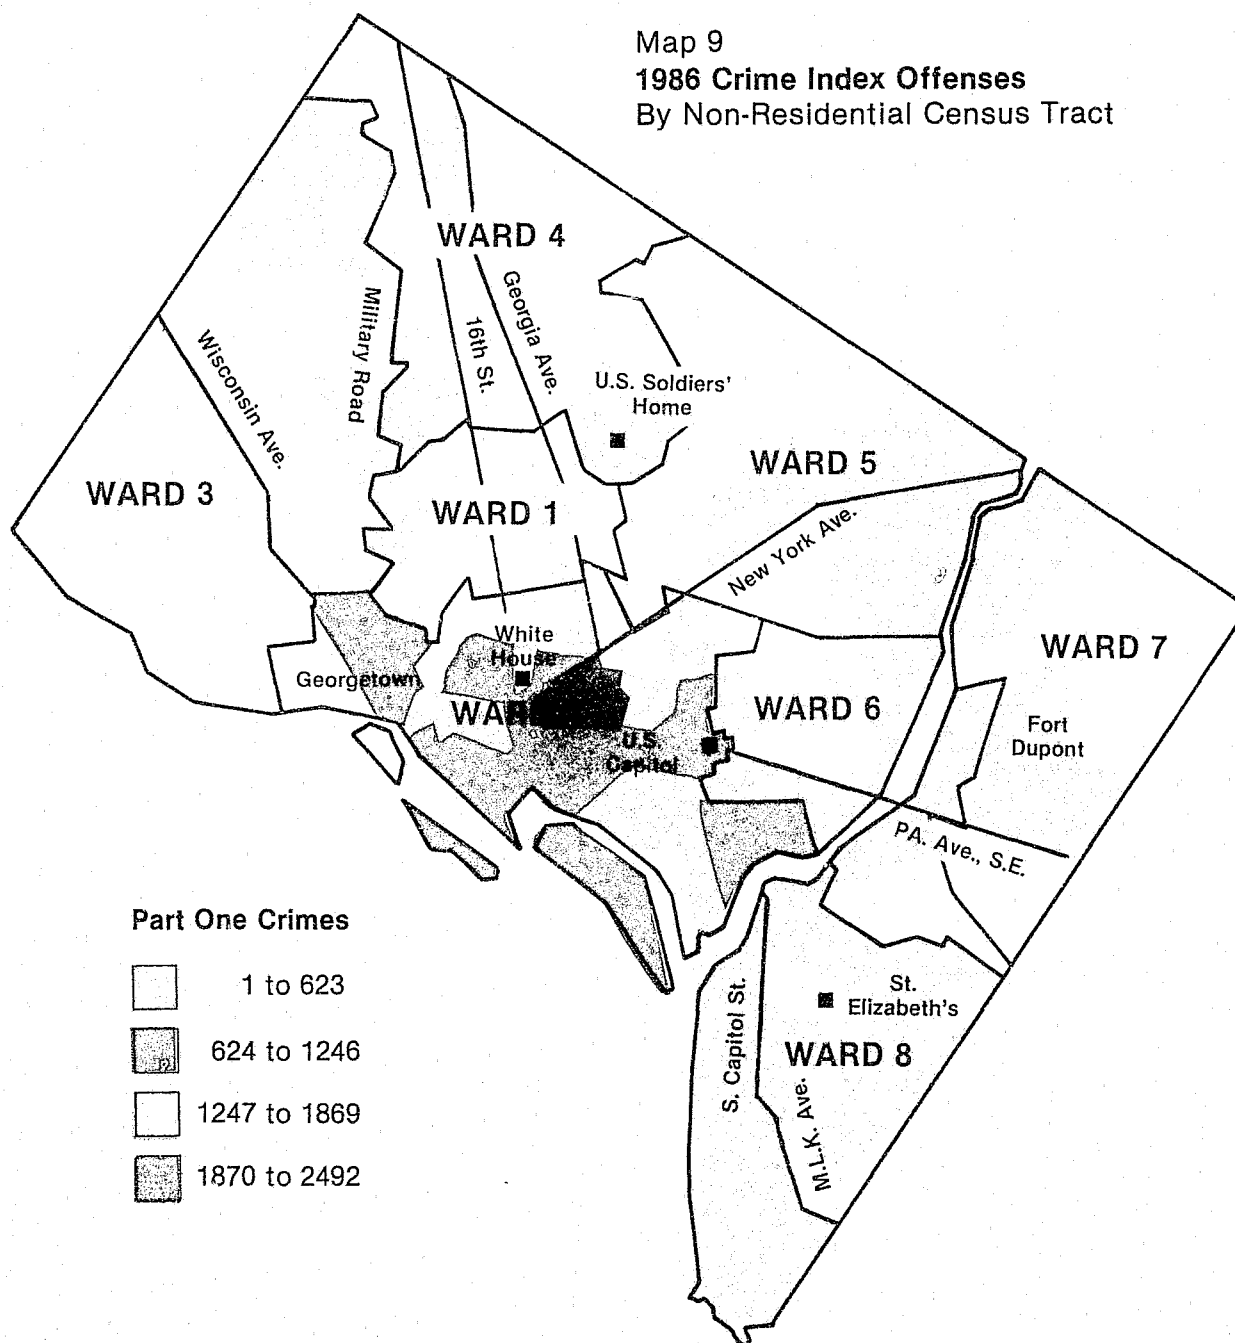 Map 9
1986 Crime Index Offenses
By Non-Residential Census Tract
WARD 4
Georgia Ave.
16th St.
Military Road
Wisconsin Ave.
U.S. Soldiers'
Home
WARD 5
WARD 3
WARD 1
New York Ave.
White
House
WARD 7
Georgetown
WAR
WARD 6
U.S.
Capitol
Fort
Dupont
PA. Ave., S.E.
Part One Crimes
1 to 623
624 to 1246
1247 to 1869
1870 to 2492
St.
Elizabeth's
S. Capitol St.
WARD 8
M.L.K. Ave.